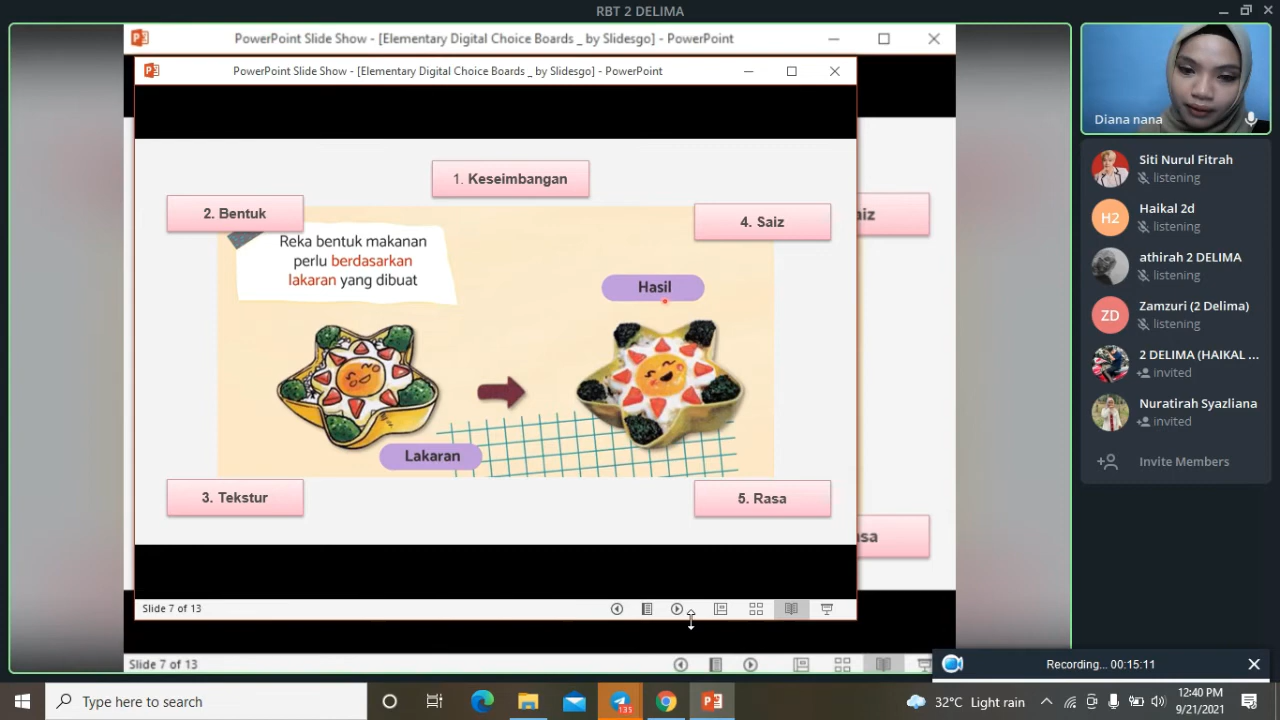 RBT 2 DELIMA
PowerPoint Slide Show - [Elementary Digital Choice Boards _ by Slidesgo] - PowerPoint
PowerPoint Slide Show - [Elementary Digital Choice Boards _ by Slidesgo] - PowerPoint
1. Keseimbangan
2. Bentuk
4. Saiz
aiz
Reka bentuk makanan
perlu berdasarkan
lakaran yang dibuat
Hasil
Lakaran
3. Tekstur
5. Rasa
asa
Slide 7 of 13
Slide 7 of 13
Diana nana
Siti Nurul Fitrah
listening
H2
Haikal 2d
listening
athirah 2 DELIMA
listening
ZD
Zamzuri (2 Delima)
listening
2 DELIMA (HAIKAL ...
invited
Nuratirah Syazliana
invited
Invite Members
Recording... 00:15:11
Type here to search
135
32°C Light rain
12:40 PM
9/21/2021